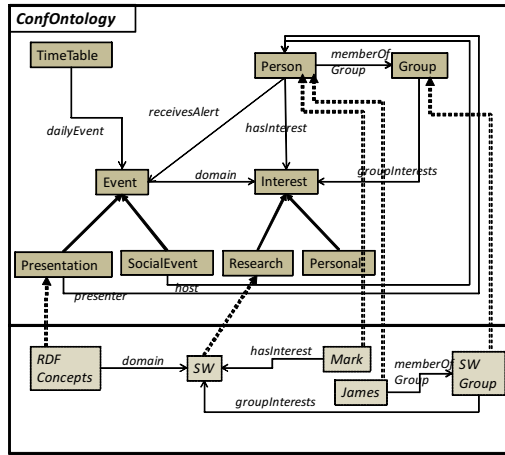 ConfOntology
TimeTable
Person
memberOf
Group
Group
dailyEvent
receivesAlert
hasInterest
Event
domain
Interest
groupInterests
Presentation
SocialEvent
Research
Personal
presenter
host
RDF
Concepts
domain
SW
hasInterest
Mark
James
memberOf
Group
SW
Group
groupInterests